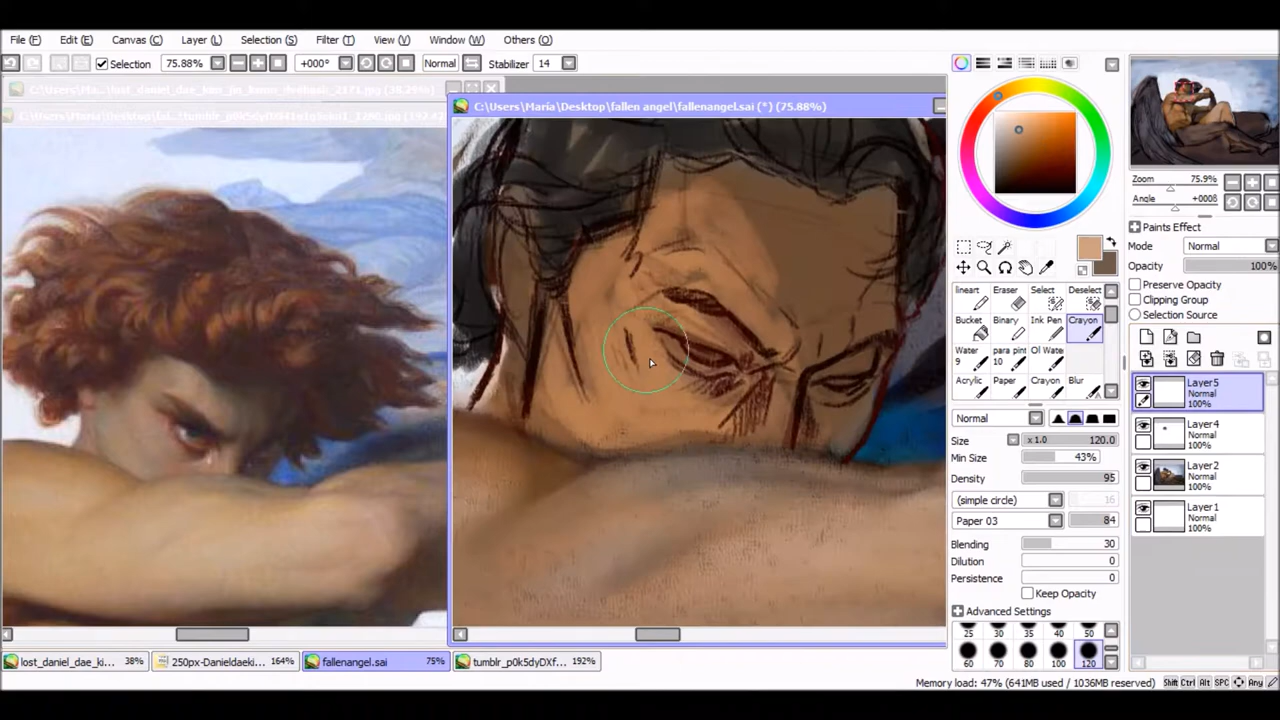 File (F) Edit (E) Canvas (C) Layer (L) Selection (S) Filter (T) View (V) Window (W) Others (O)
Selection 75.88% +000° Normal Stabilizer 14
C:\Users\Maria\Desktop\fallen angel\fallenangel.sai (*) (75.88%)
Zoom 75.9%
Angle +000θ
Paints Effect
Mode Normal
Opacity 100%
Preserve Opacity
Clipping Group
Selection Source
lineart Eraser Select Deselect
Bucket Binary Ink Pen Crayon
Water 9 para pint 10 Ol Wate
Acrylic Paper Crayon Blur
Normal
Size x 1.0 120.0
Min Size 43%
Density 95
(simple circle) 16
Paper 03 84
Blending 30
Dilution 0
Persistence 0
Keep Opacity
Advanced Settings
25 30 35 40 50
60 70 80 100 120
Layer5
Normal
100%
Layer4
Normal
100%
Layer2
Normal
100%
Layer1
Normal
100%
lost_daniel_dae_ki... 38% 250px-Danieldaeki... 164% fallenangel.sai 75% tumblr_p0k5dyDXf... 192%
Memory load: 47% (641MB used / 1036MB reserved) Shift Ctrl Alt SPC Any